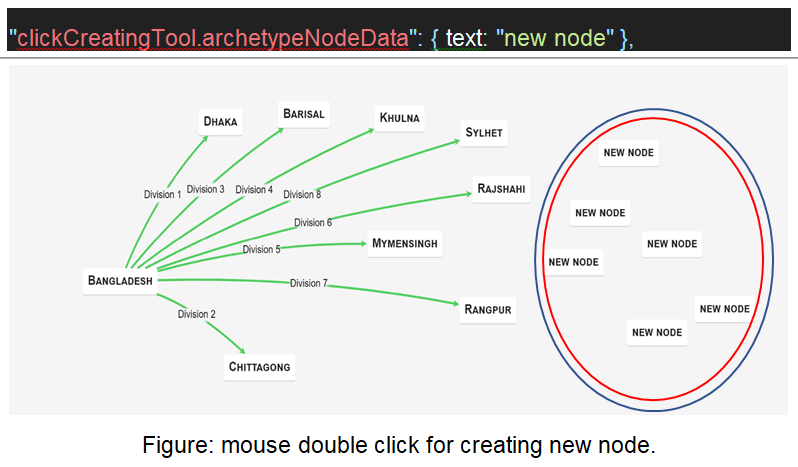 "clickCreatingTool.archetypeNodeData": { text: "new node" },
DHAKA
BARISAL
KHULNA
SYLHET
NEW NODE
Division 1
Division 3
Division 4
Division 8
RAJSHAHI
NEW NODE
Division 6
MYMENSINGH
NEW NODE
Division 5
NEW NODE
BANGLADESH
Division 7
RANGPUR
NEW NODE
Division 2
NEW NODE
CHITTAGONG
Figure: mouse double click for creating new node.